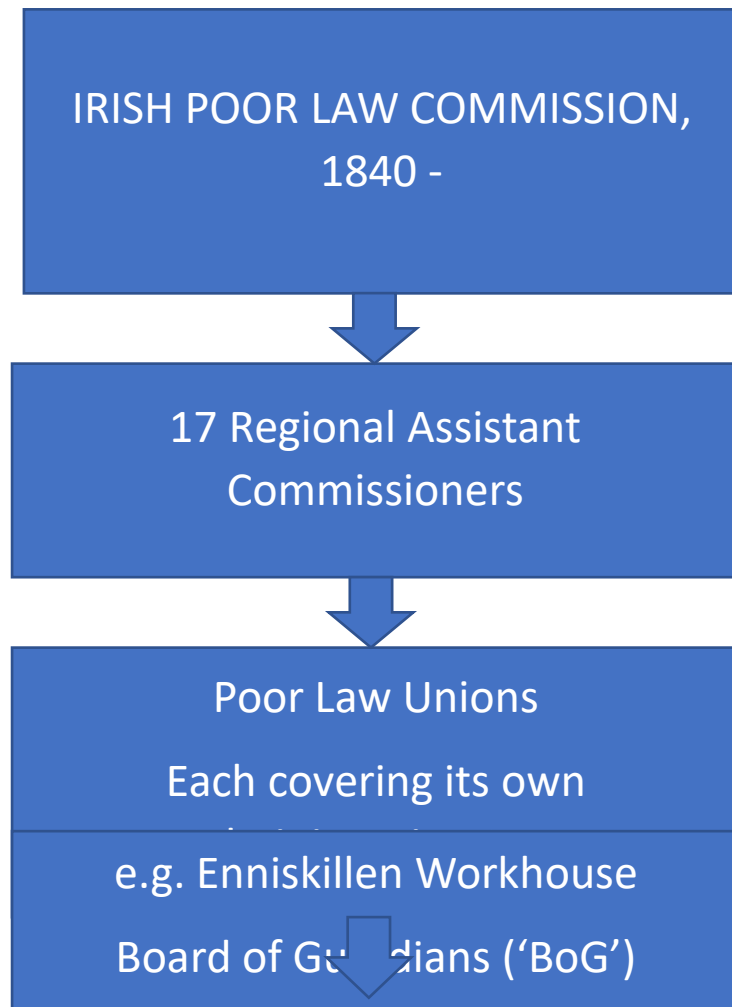 IRISH POOR LAW COMMISSION,
1840 -
17 Regional Assistant
Commissioners
Poor Law Unions
Each covering its own
e.g. Enniskillen Workhouse
Board of Guardians (‘BoG’)